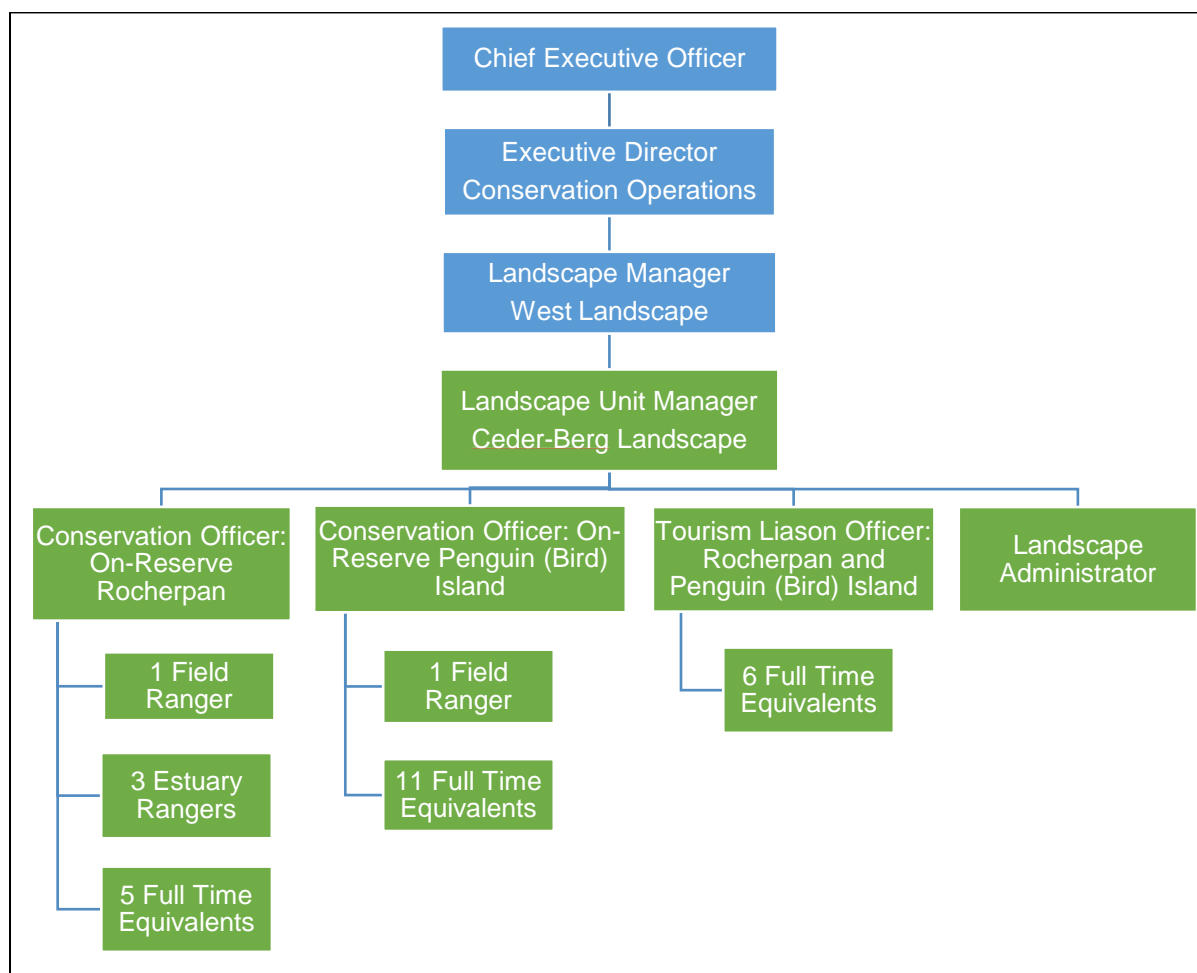 Chief Executive Officer
Executive Director
Conservation Operations
Landscape Manager
West Landscape
Landscape Unit Manager
Ceder-Berg Landscape
Conservation Officer:
On-Reserve
Rocherpan
Conservation Officer: On-
Reserve Penguin (Bird)
Island
Tourism Liason Officer:
Rocherpan and
Penguin (Bird) Island
Landscape
Administrator
1 Field
Ranger
3 Estuary
Rangers
5 Full Time
Equivalents
1 Field
Ranger
11 Full Time
Equivalents
6 Full Time
Equivalents